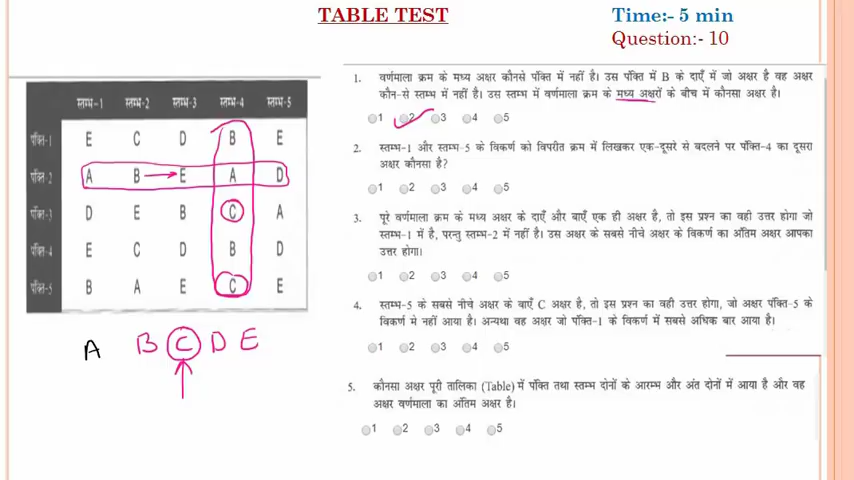 TABLE TEST
Time:- 5 min
Question:- 10
स्तम्भ-1 स्तम्भ-2 स्तम्भ-3 स्तम्भ-4 स्तम्भ-5
पंक्ति-1 E C D B E
पंक्ति-2 A B E A D
पंक्ति-3 D E B C A
पंक्ति-4 E C D B D
पंक्ति-5 B A E C E
A B C D E
1. वर्णमाला क्रम के मध्य अक्षर कौनसे पंक्ति में नहीं है। उस पंक्ति में B के दाएँ में जो अक्षर है वह अक्षर
कौन-से स्तम्भ में नहीं है। उस स्तम्भ में वर्णमाला क्रम के मध्य अक्षरों के बीच में कौनसा अक्षर है।
1 2 3 4 5
2. स्तम्भ-1 और स्तम्भ-5 के विकर्ण को विपरीत क्रम में लिखकर एक-दूसरे से बदलने पर पंक्ति-4 का दूसरा
अक्षर कौनसा है?
1 2 3 4 5
3. पूरे वर्णमाला क्रम के मध्य अक्षर के दाएँ और बाएँ एक ही अक्षर है, तो इस प्रश्न का वही उत्तर होगा जो
स्तम्भ-1 में है, परन्तु स्तम्भ-2 में नहीं है। उस अक्षर के सबसे नीचे अक्षर के विकर्ण का अंतिम अक्षर आपका
उत्तर होगा।
1 2 3 4 5
4. स्तम्भ-5 के सबसे नीचे अक्षर के बाएँ C अक्षर है, तो इस प्रश्न का वही उत्तर होगा, जो अक्षर पंक्ति-5 के
विकर्ण मे नहीं आया है। अन्यथा वह अक्षर जो पंक्ति-1 के विकर्ण में सबसे अधिक बार आया है।
1 2 3 4 5
5. कौनसा अक्षर पूरी तालिका (Table) में पंक्ति तथा स्तम्भ दोनों के आरम्भ और अंत दोनों में आया है और वह
अक्षर वर्णमाला का अंतिम अक्षर है।
1 2 3 4 5